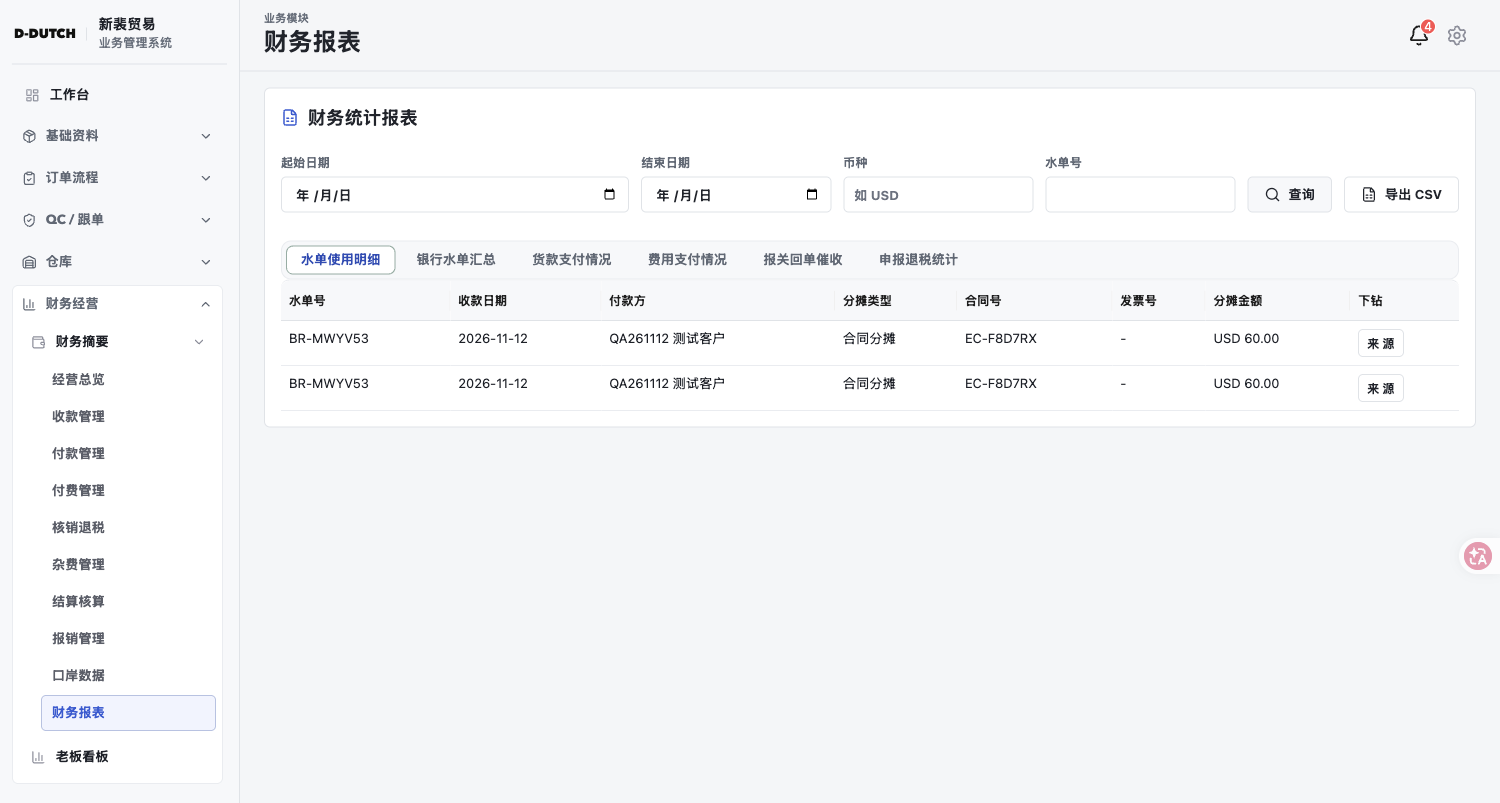 D-DUTCH
新裴贸易
业务管理系统
工作台
基础资料
订单流程
QC / 跟单
仓库
财务经营
财务摘要
经营总览
收款管理
付款管理
付费管理
核销退税
杂费管理
结算核算
报销管理
口岸数据
财务报表
老板看板
业务模块
财务报表
4
财务统计报表
起始日期
结束日期
币种
水单号
年 /月/日
年 /月/日
如 USD
查询
导出 CSV
水单使用明细 银行水单汇总 货款支付情况 费用支付情况 报关回单催收 申报退税统计
水单号 收款日期 付款方 分摊类型 合同号 发票号 分摊金额 下钻
BR-MWYV53 2026-11-12 QA261112 测试客户 合同分摊 EC-F8D7RX - USD 60.00 来 源
BR-MWYV53 2026-11-12 QA261112 测试客户 合同分摊 EC-F8D7RX - USD 60.00 来 源
A